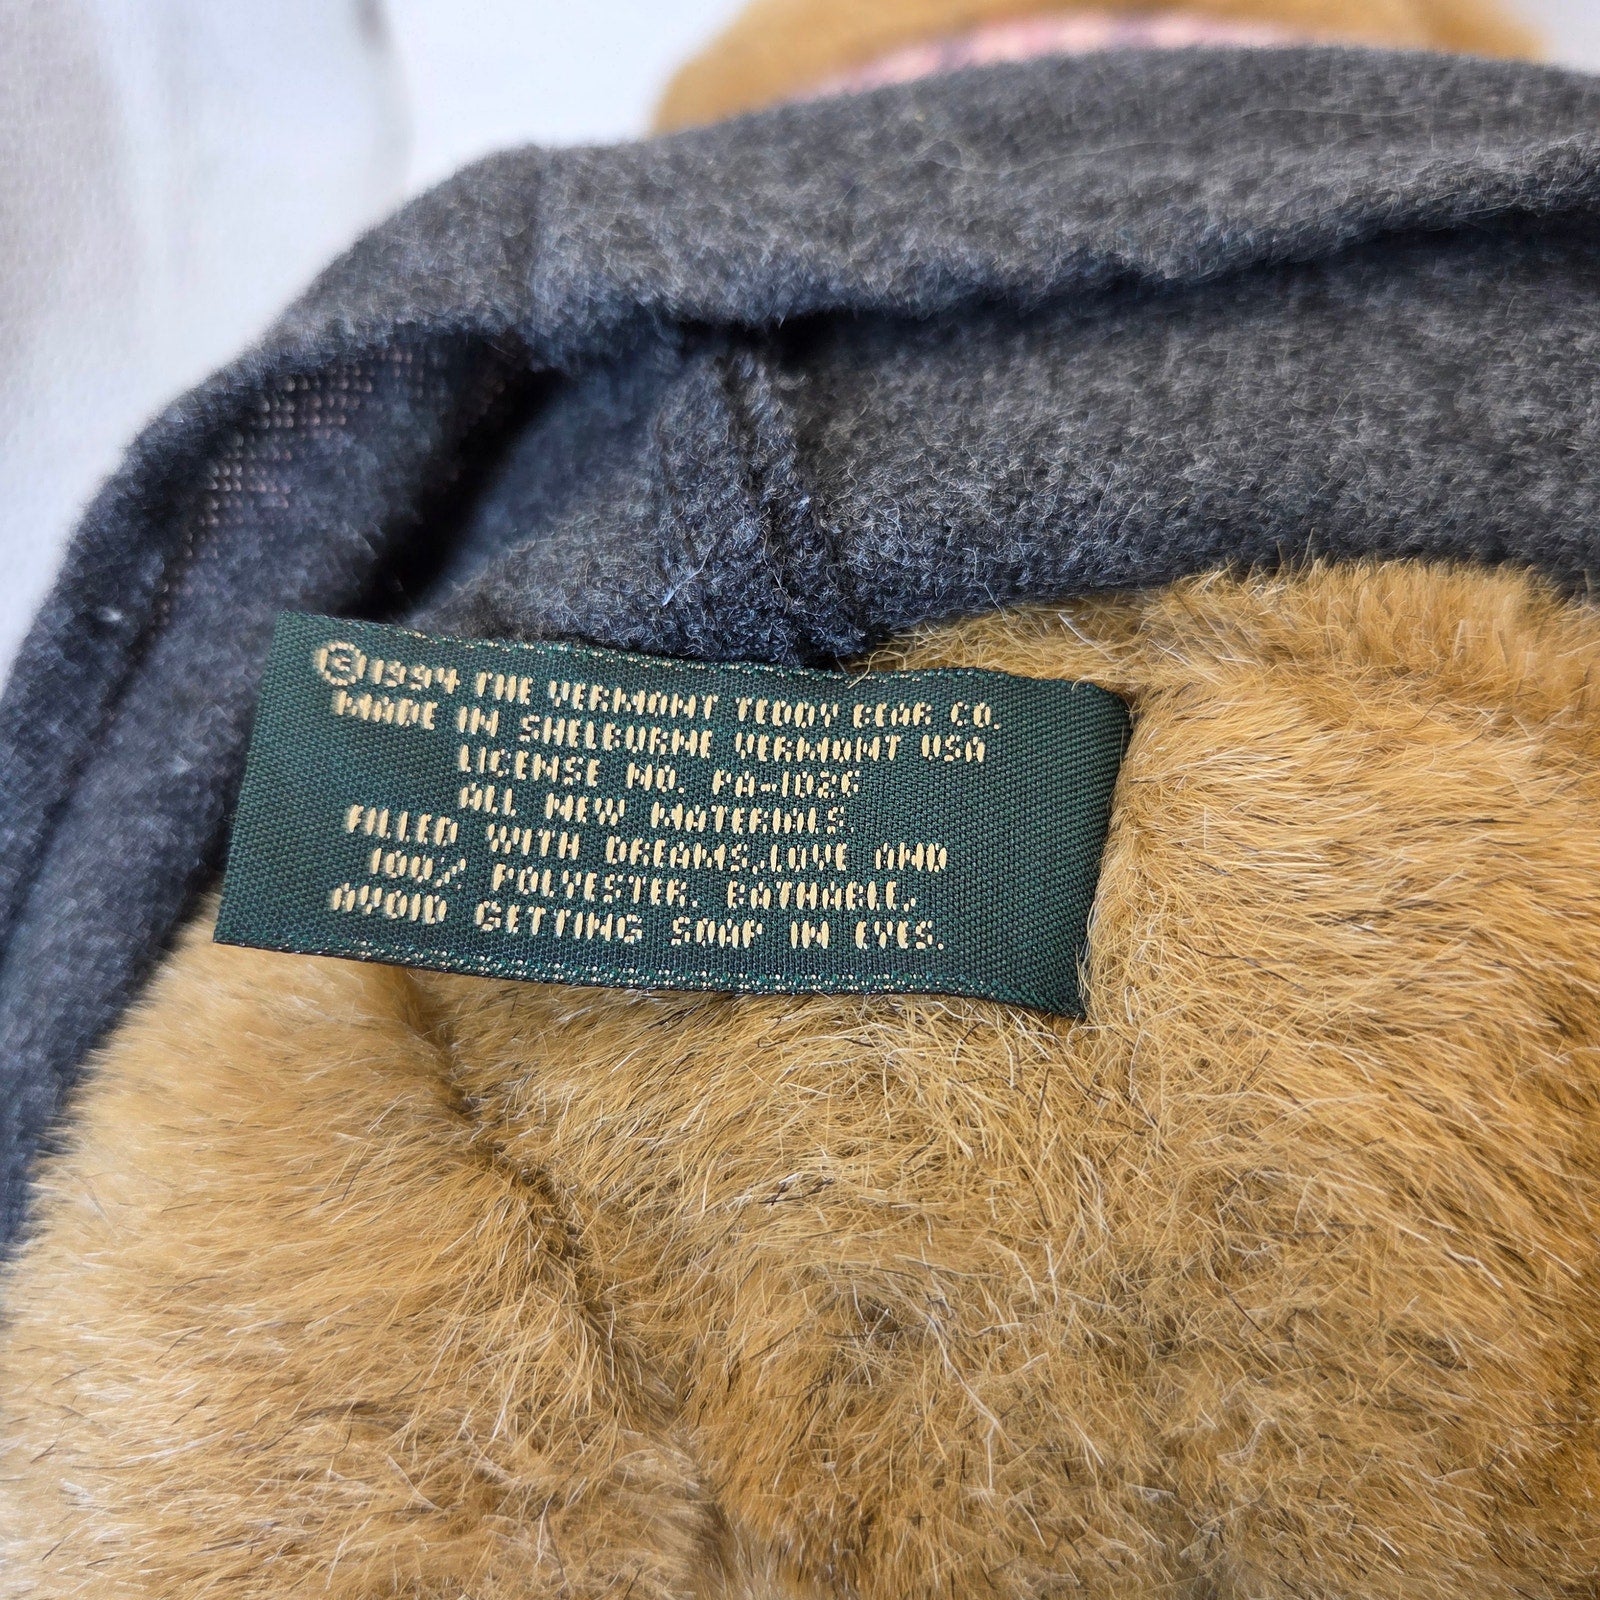 ©1994 THE VERMONT TEDDY BEAR CO.
MADE IN SHELBURNE VERMONT USA
LICENSE NO. PA-1026
ALL NEW MATERIALS.
FILLED WITH DREAMS, LOVE AND
100% POLYESTER. BATHABLE,
AVOID GETTING SOAP IN EYES.